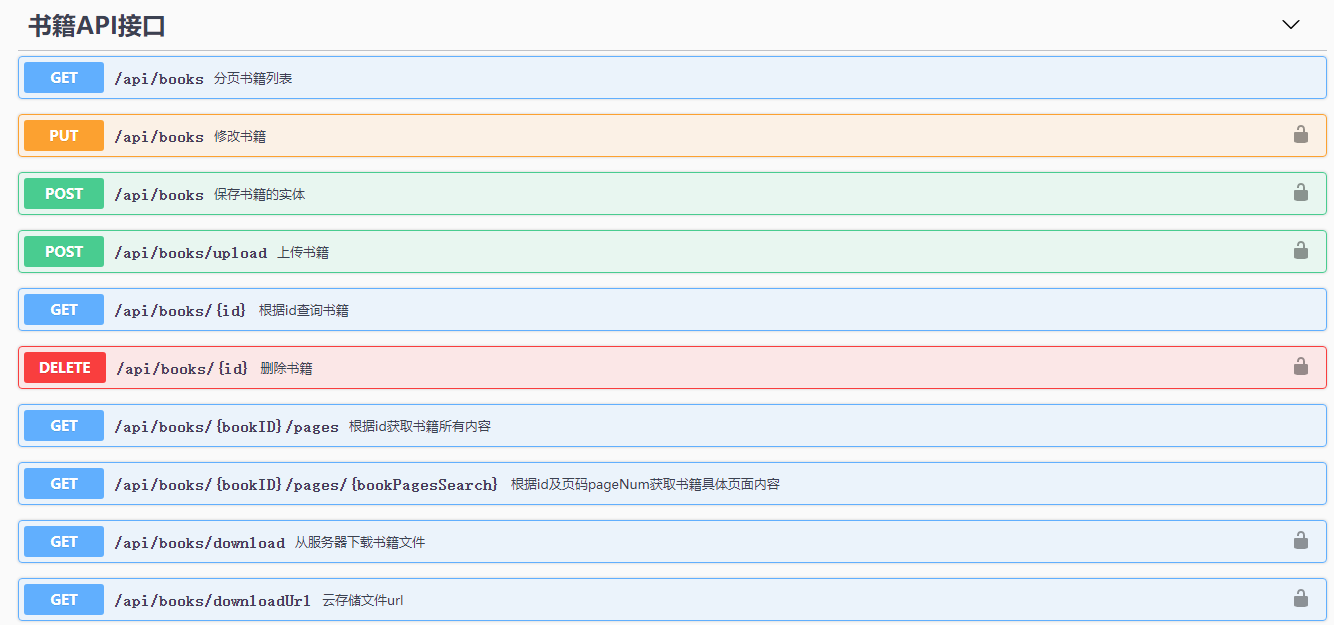 书籍API接口
GET /api/books 分页书籍列表
PUT /api/books 修改书籍
POST /api/books 保存书籍的实体
POST /api/books/upload 上传书籍
GET /api/books/{id} 根据id查询书籍
DELETE /api/books/{id} 删除书籍
GET /api/books/{bookID}/pages 根据id获取书籍所有内容
GET /api/books/{bookID}/pages/{bookPagesSearch} 根据id及页码pageNum获取书籍具体页面内容
GET /api/books/download 从服务器下载书籍文件
GET /api/books/downloadUrl 云存储文件url